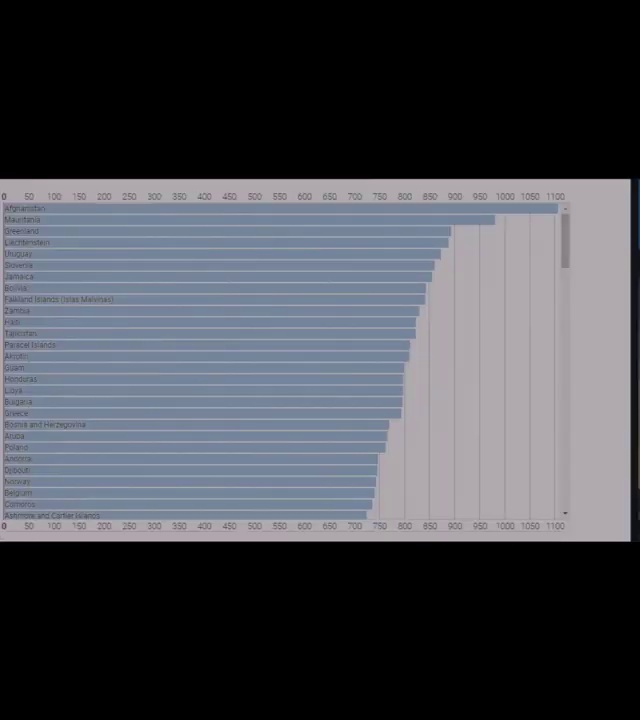 0 50 100 150 200 250 300 350 400 450 500 550 600 650 700 750 800 850 900 950 1000 1050 1100
Afghanistan
Mauritania
Greenland
Liechtenstein
Uruguay
Slovenia
Jamaica
Bolivia
Falkland Islands (Islas Malvinas)
Zambia
Haiti
Tajikistan
Paracel Islands
Akrotiri
Guam
Honduras
Libya
Bulgaria
Greece
Bosnia and Herzegovina
Aruba
Poland
Andorra
Djibouti
Norway
Belgium
Comoros
Ashmore and Cartier Islands
0 50 100 150 200 250 300 350 400 450 500 550 600 650 700 750 800 850 900 950 1000 1050 1100